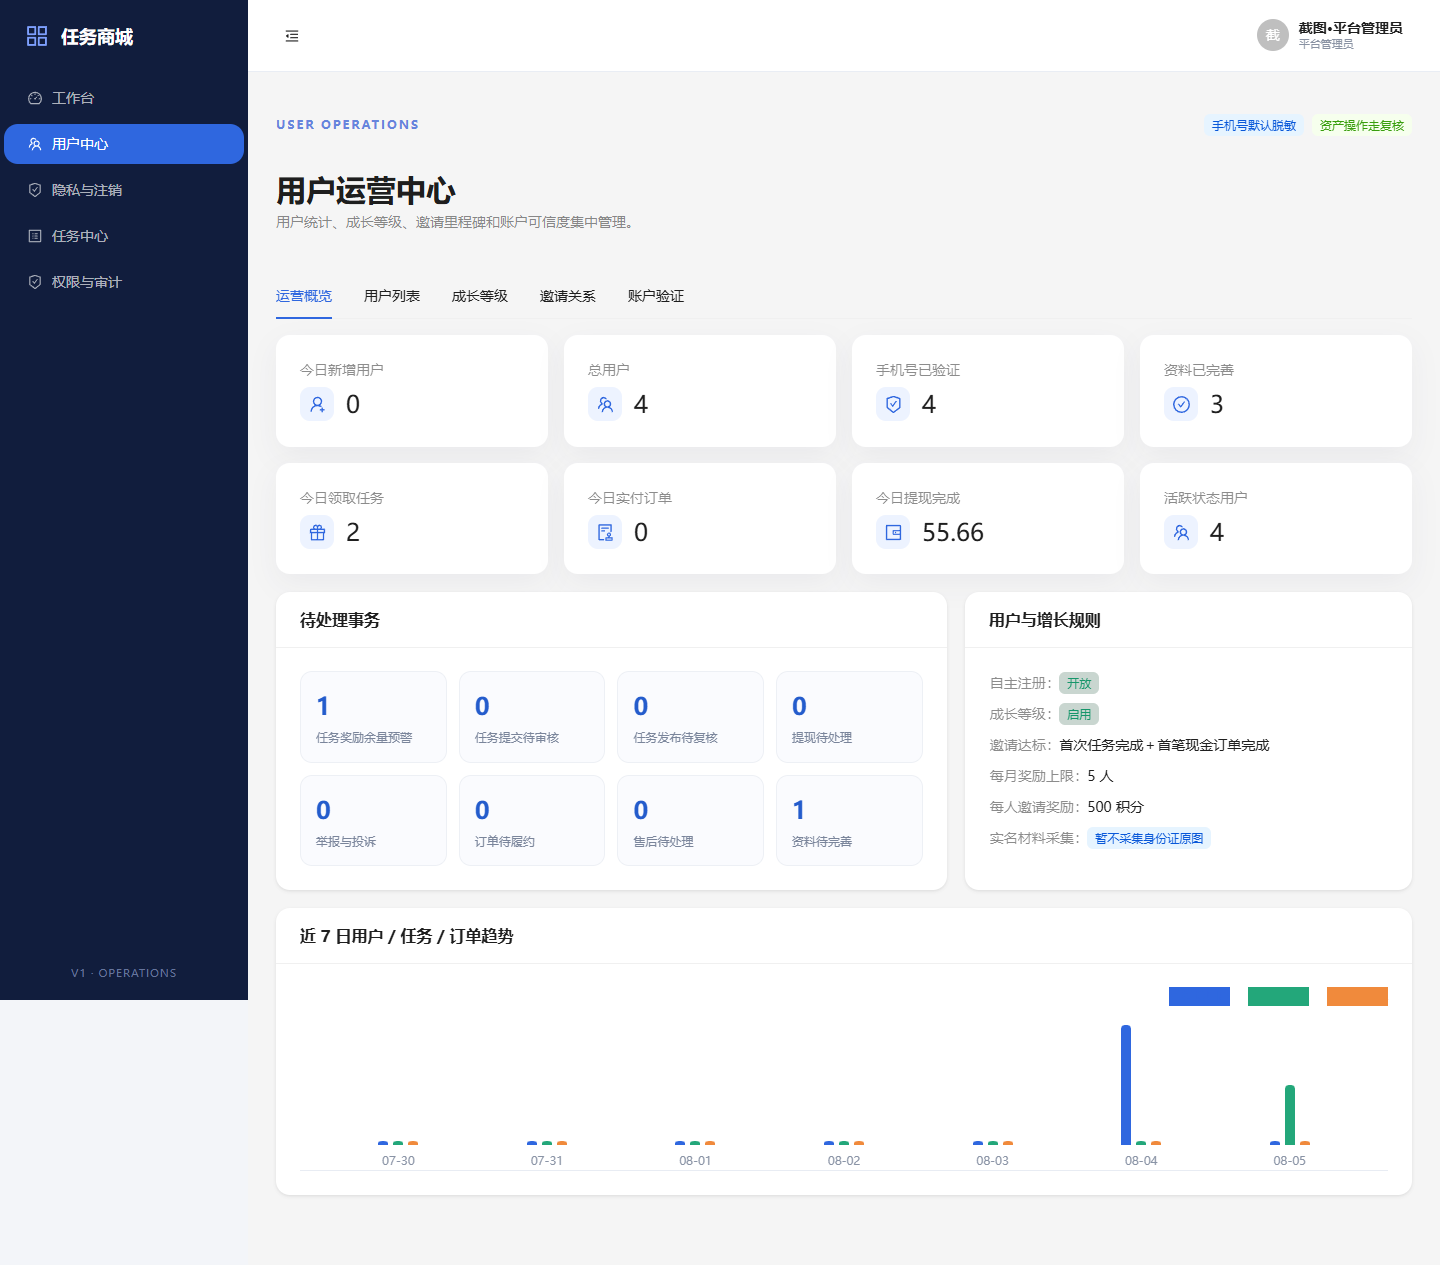 任务商城
工作台
用户中心
隐私与注销
任务中心
权限与审计
V1 · OPERATIONS
截
截图•平台管理员
平台管理员
USER OPERATIONS
手机号默认脱敏
资产操作走复核
用户运营中心
用户统计、成长等级、邀请里程碑和账户可信度集中管理。
运营概览 用户列表 成长等级 邀请关系 账户验证
今日新增用户
0
总用户
4
手机号已验证
4
资料已完善
3
今日领取任务
2
今日实付订单
0
今日提现完成
55.66
活跃状态用户
4
待处理事务
1
任务奖励余量预警
0
任务提交待审核
0
任务发布待复核
0
提现待处理
0
举报与投诉
0
订单待履约
0
售后待处理
1
资料待完善
用户与增长规则
自主注册： 开放
成长等级： 启用
邀请达标： 首次任务完成 + 首笔现金订单完成
每月奖励上限： 5 人
每人邀请奖励： 500 积分
实名材料采集： 暂不采集身份证原图
近 7 日用户 / 任务 / 订单趋势
07-30 07-31 08-01 08-02 08-03 08-04 08-05